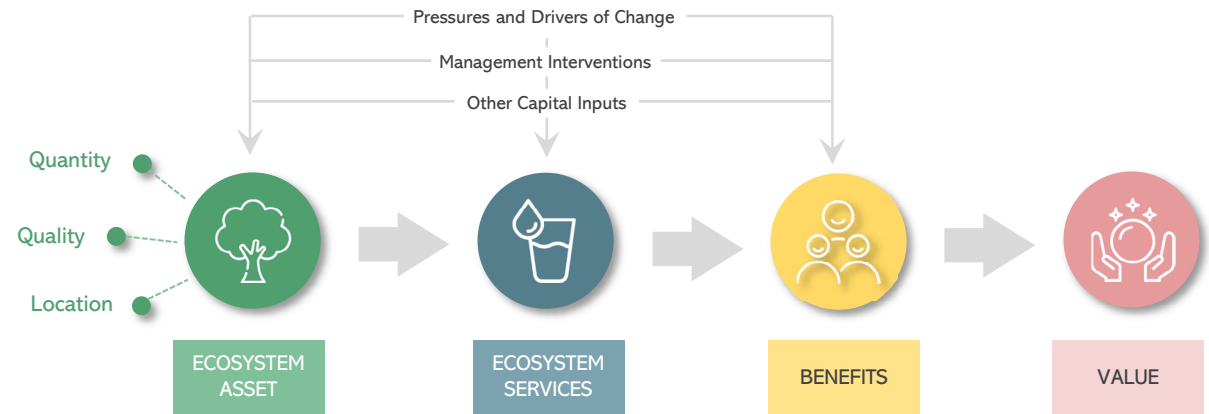 Pressures and Drivers of Change
Management Interventions
Other Capital Inputs
Quantity
Quality
Location
ECOSYSTEM
ASSET
ECOSYSTEM
SERVICES
BENEFITS
VALUE